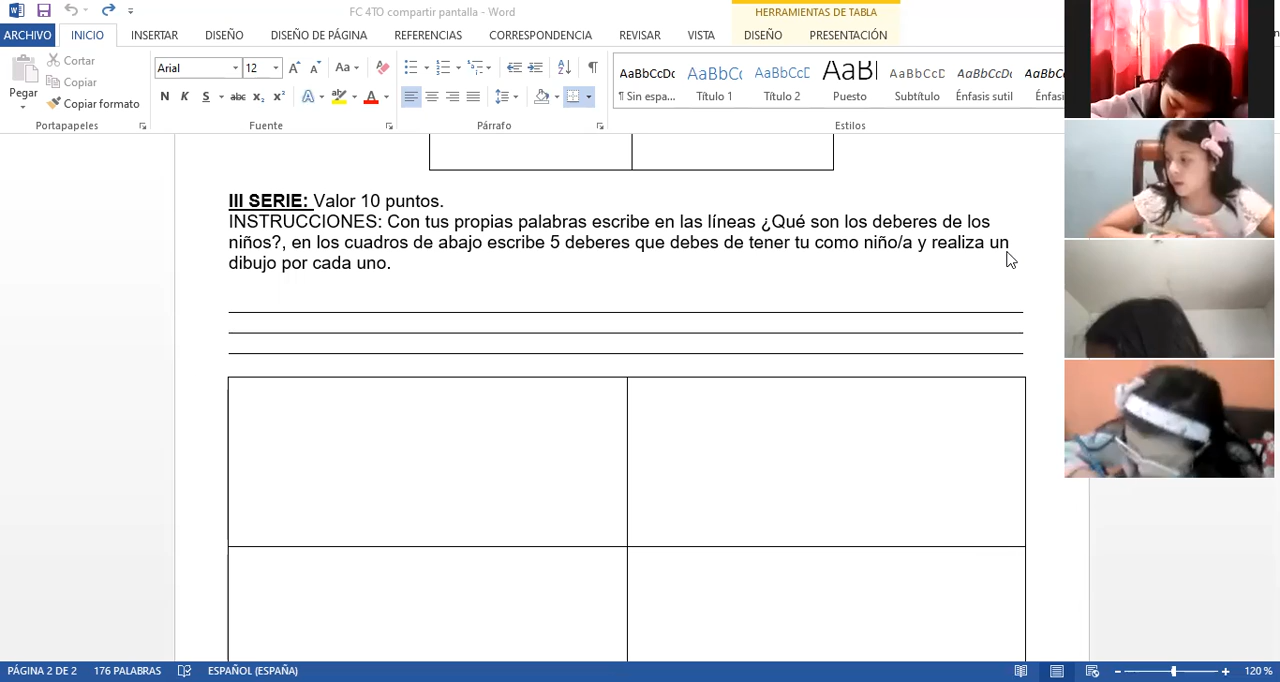 FC 4TO compartir pantalla - Word
HERRAMIENTAS DE TABLA
ARCHIVO INICIO INSERTAR DISEÑO DISEÑO DE PÁGINA REFERENCIAS CORRESPONDENCIA REVISAR VISTA DISEÑO PRESENTACIÓN
Pegar
Cortar
Copiar
Copiar formato
Portapapeles
Arial 12
N K S abc x₂ x²
Aa
Fuente
Párrafo
AaBbCcDc AaBbCc AaBbCcD AaBl AaBbCcD AaBbCcDc AaBbCc
¶ Sin espa... Título 1 Título 2 Puesto Subtítulo Énfasis sutil Énfas
Estilos
III SERIE: Valor 10 puntos.
INSTRUCCIONES: Con tus propias palabras escribe en las líneas ¿Qué son los deberes de los
niños?, en los cuadros de abajo escribe 5 deberes que debes de tener tu como niño/a y realiza un
dibujo por cada uno.
PÁGINA 2 DE 2 176 PALABRAS ESPAÑOL (ESPAÑA) 120 %